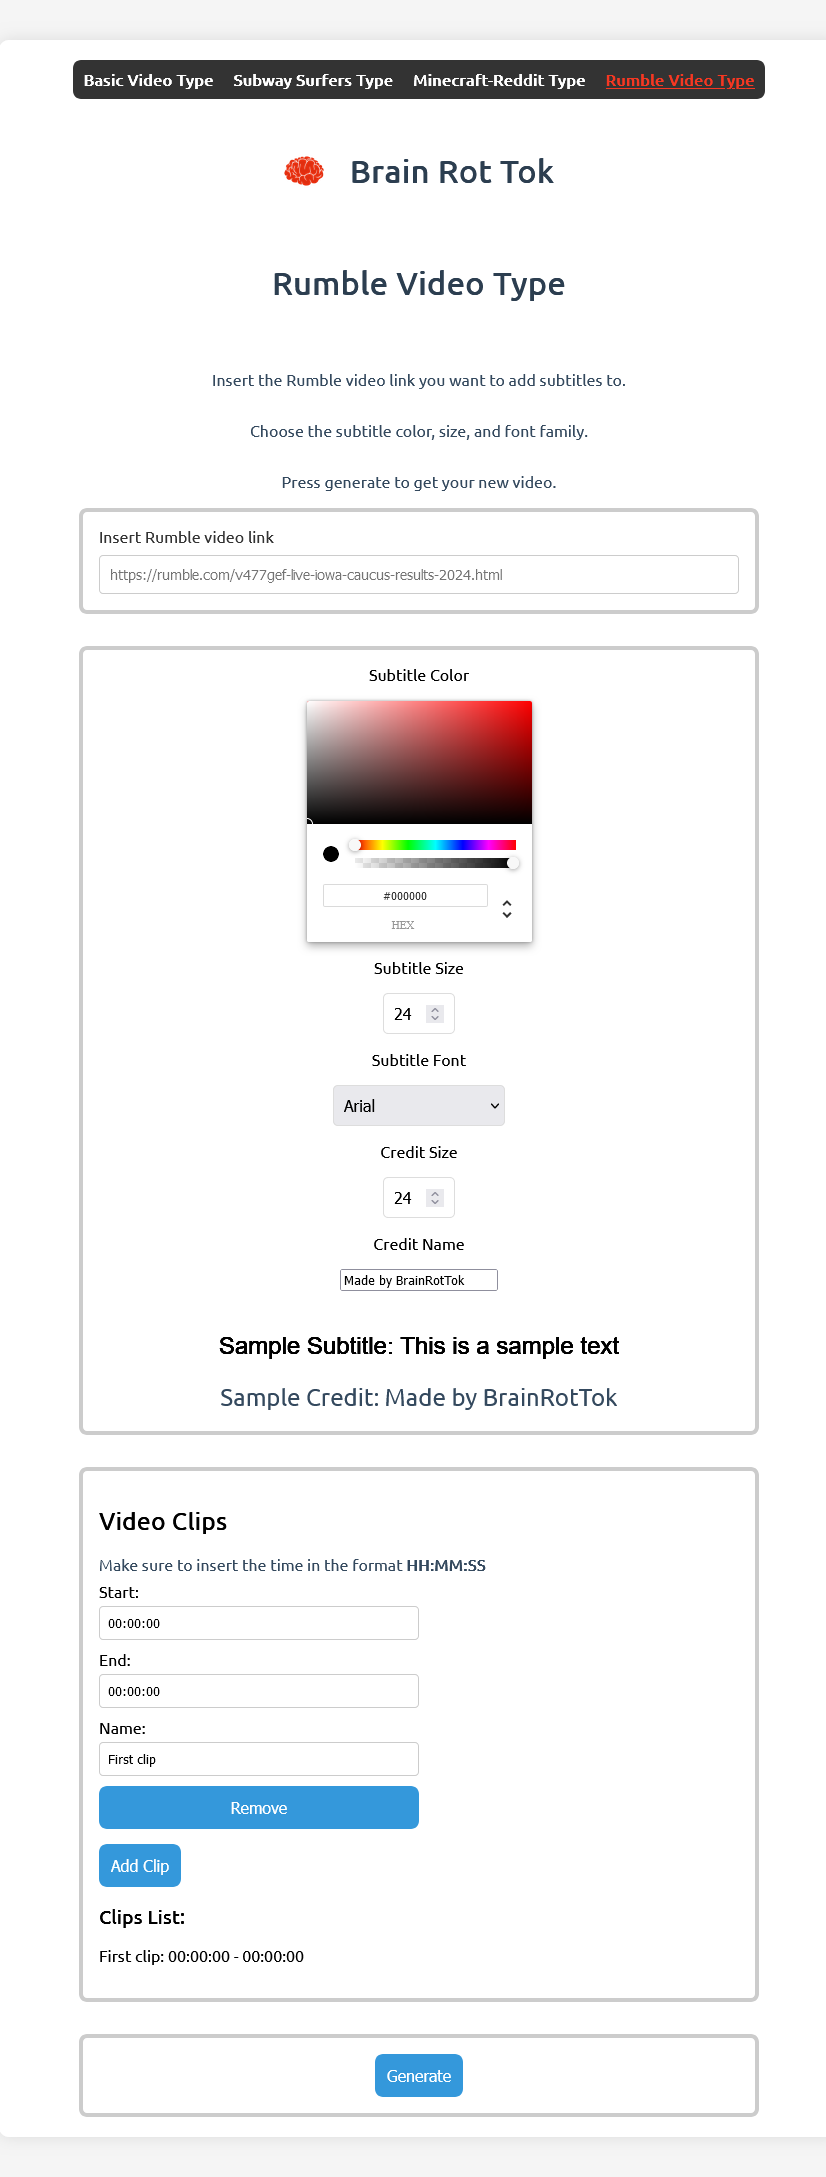 Basic Video Type Subway Surfers Type Minecraft-Reddit Type Rumble Video Type
Brain Rot Tok
Rumble Video Type
Insert the Rumble video link you want to add subtitles to.
Choose the subtitle color, size, and font family.
Press generate to get your new video.
Insert Rumble video link
https://rumble.com/v477gef-live-iowa-caucus-results-2024.html
Subtitle Color
#000000
HEX
Subtitle Size
24
Subtitle Font
Arial
Credit Size
24
Credit Name
Made by BrainRotTok
Sample Subtitle: This is a sample text
Sample Credit: Made by BrainRotTok
Video Clips
Make sure to insert the time in the format HH:MM:SS
Start:
00:00:00
End:
00:00:00
Name:
First clip
Remove
Add Clip
Clips List:
First clip: 00:00:00 - 00:00:00
Generate